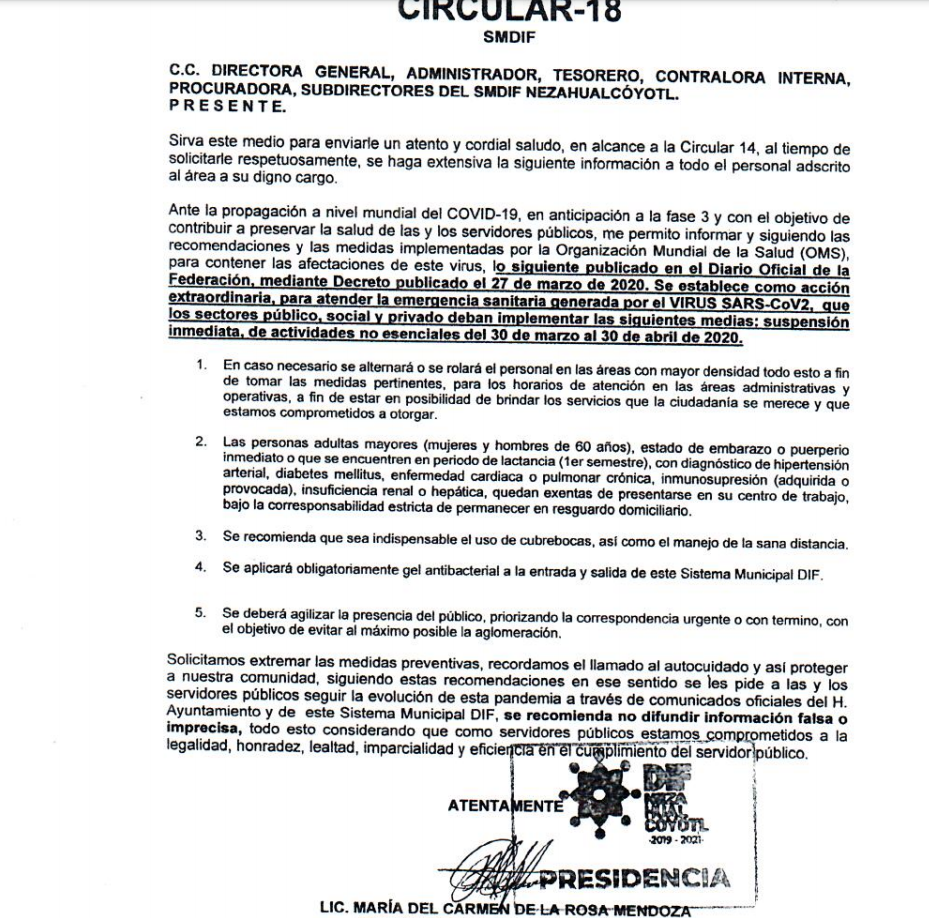 CIRCULAR-18
SMDIF
C.C. DIRECTORA GENERAL, ADMINISTRADOR, TESORERO, CONTRALORA INTERNA,
PROCURADORA, SUBDIRECTORES DEL SMDIF NEZAHUALCÓYOTL.
P R E S E N T E.
Sirva este medio para enviarle un atento y cordial saludo, en alcance a la Circular 14, al tiempo de
solicitarle respetuosamente, se haga extensiva la siguiente información a todo el personal adscrito
al área a su digno cargo.
Ante la propagación a nivel mundial del COVID-19, en anticipación a la fase 3 y con el objetivo de
contribuir a preservar la salud de las y los servidores públicos, me permito informar y siguiendo las
recomendaciones y las medidas implementadas por la Organización Mundial de la Salud (OMS),
para contener las afectaciones de este virus, lo siguiente publicado en el Diario Oficial de la
Federación, mediante Decreto publicado el 27 de marzo de 2020. Se establece como acción
extraordinaria, para atender la emergencia sanitaria generada por el VIRUS SARS-CoV2, que
los sectores público, social y privado deban implementar las siguientes medias: suspensión
inmediata, de actividades no esenciales del 30 de marzo al 30 de abril de 2020.
1. En caso necesario se alternará o se rolará el personal en las áreas con mayor densidad todo esto a fin
de tomar las medidas pertinentes, para los horarios de atención en las áreas administrativas y
operativas, a fin de estar en posibilidad de brindar los servicios que la ciudadanía se merece y que
estamos comprometidos a otorgar.
2. Las personas adultas mayores (mujeres y hombres de 60 años), estado de embarazo o puerperio
inmediato o que se encuentren en periodo de lactancia (1er semestre), con diagnóstico de hipertensión
arterial, diabetes mellitus, enfermedad cardiaca o pulmonar crónica, inmunosupresión (adquirida o
provocada), insuficiencia renal o hepática, quedan exentas de presentarse en su centro de trabajo,
bajo la corresponsabilidad estricta de permanecer en resguardo domiciliario.
3. Se recomienda que sea indispensable el uso de cubrebocas, así como el manejo de la sana distancia.
4. Se aplicará obligatoriamente gel antibacterial a la entrada y salida de este Sistema Municipal DIF.
5. Se deberá agilizar la presencia del público, priorizando la correspondencia urgente o con termino, con
el objetivo de evitar al máximo posible la aglomeración.
Solicitamos extremar las medidas preventivas, recordamos el llamado al autocuidado y así proteger
a nuestra comunidad, siguiendo estas recomendaciones en ese sentido se les pide a las y los
servidores públicos seguir la evolución de esta pandemia a través de comunicados oficiales del H.
Ayuntamiento y de este Sistema Municipal DIF, se recomienda no difundir información falsa o
imprecisa, todo esto considerando que como servidores públicos estamos comprometidos a la
legalidad, honradez, lealtad, imparcialidad y eficiencia en el cumplimiento del servidor público.
ATENTAMENTE
DIF
NEZA
HUAL
COYOTL
-2019 - 2021-
PRESIDENCIA
LIC. MARÍA DEL CARMEN DE LA ROSA MENDOZA